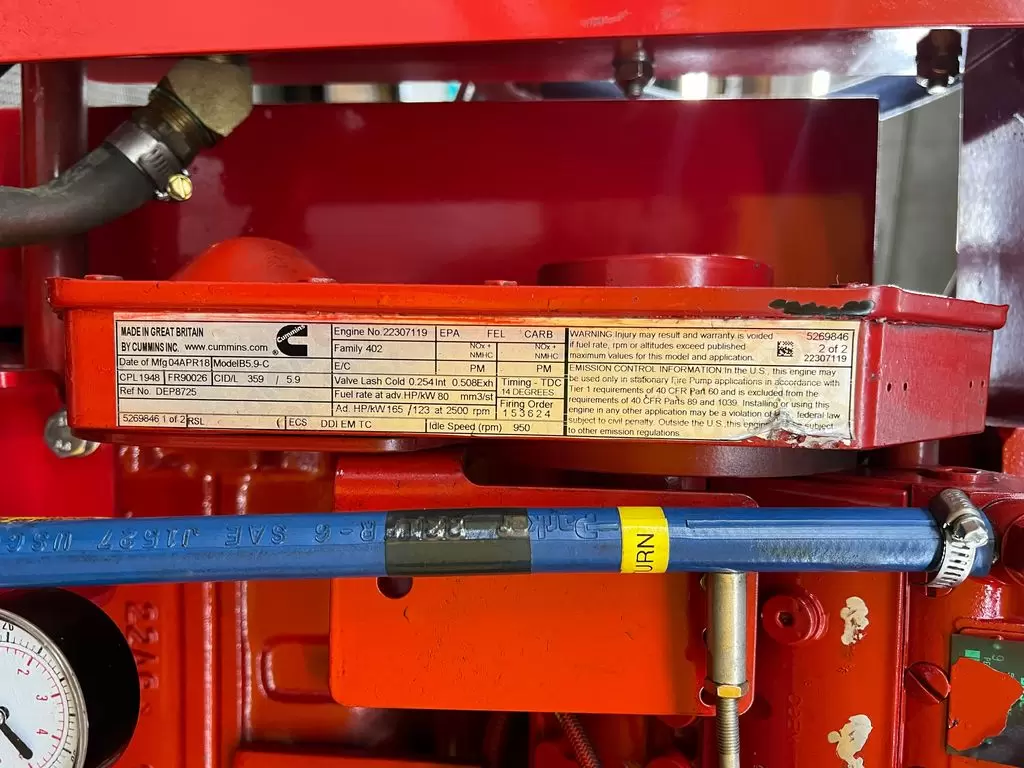 MADE IN GREAT BRITAIN
BY CUMMINS INC. www.cummins.com
Cummins
Date of Mfg 04APR18 Model B5.9-C
CPL 1948 FR90026 CID/L 359 / 5.9
Ref No. DEP8725
5269846 1 of 2 RSL ( ECS DDI EM TC Idle Speed (rpm) 950
Engine No. 22307119 EPA FEL CARB
Family 402 NOx + NMHC NOx + NMHC
E/C PM PM
Valve Lash Cold 0.254 Int 0.508 Exh Timing - TDC
14 DEGREES
Fuel rate at adv. HP/kW 80 mm3/st
Firing Order
Ad. HP/kW 165 / 123 at 2500 rpm 1 5 3 6 2 4
WARNING: Injury may result and warranty is voided
if fuel rate, rpm or altitudes exceed published
maximum values for this model and application.
5269846
2 of 2
22307119
EMISSION CONTROL INFORMATION In the U.S., this engine may
be used only in stationary Fire Pump applications in accordance with
Tier 1 requirements of 40 CFR Part 60 and is excluded from the
requirements of 40 CFR Parts 89 and 1039. Installing or using this
engine in any other application may be a violation of federal law
subject to civil penalty. Outside the U.S., this engine subject
to other emission regulations.
Parker
R-6 SAE J1527 USCG
URN
2
3
4